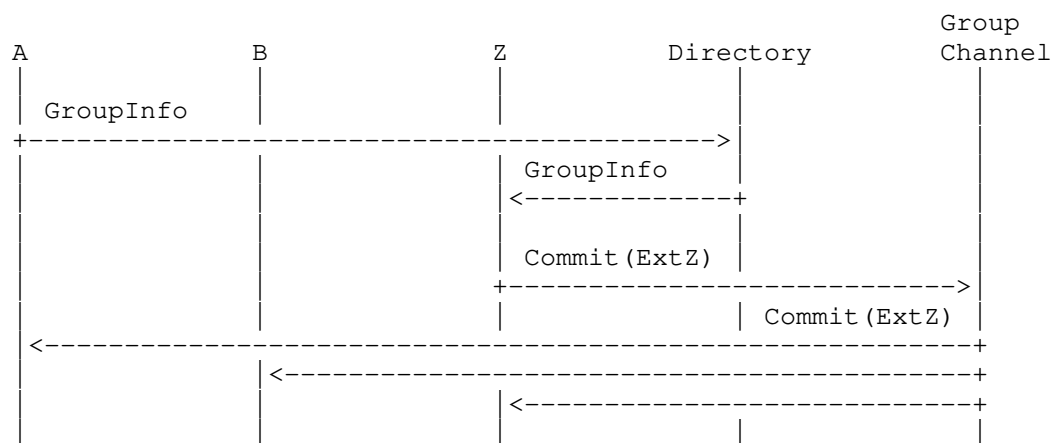 Group
A B Z Directory Channel
GroupInfo
GroupInfo
Commit(ExtZ)
Commit(ExtZ)